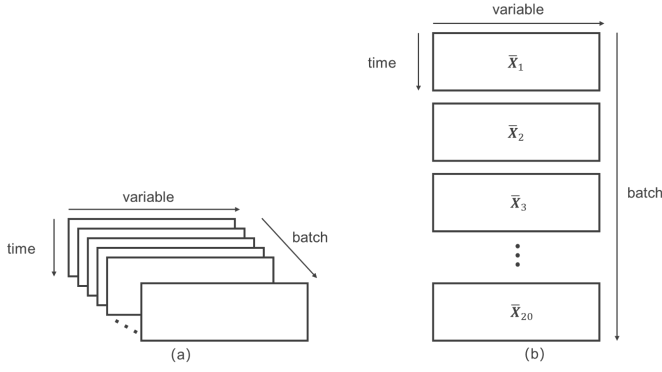 variable
time
batch
(a)
variable
time
X̄₁
X̄₂
X̄₃
X̄₂₀
batch
(b)